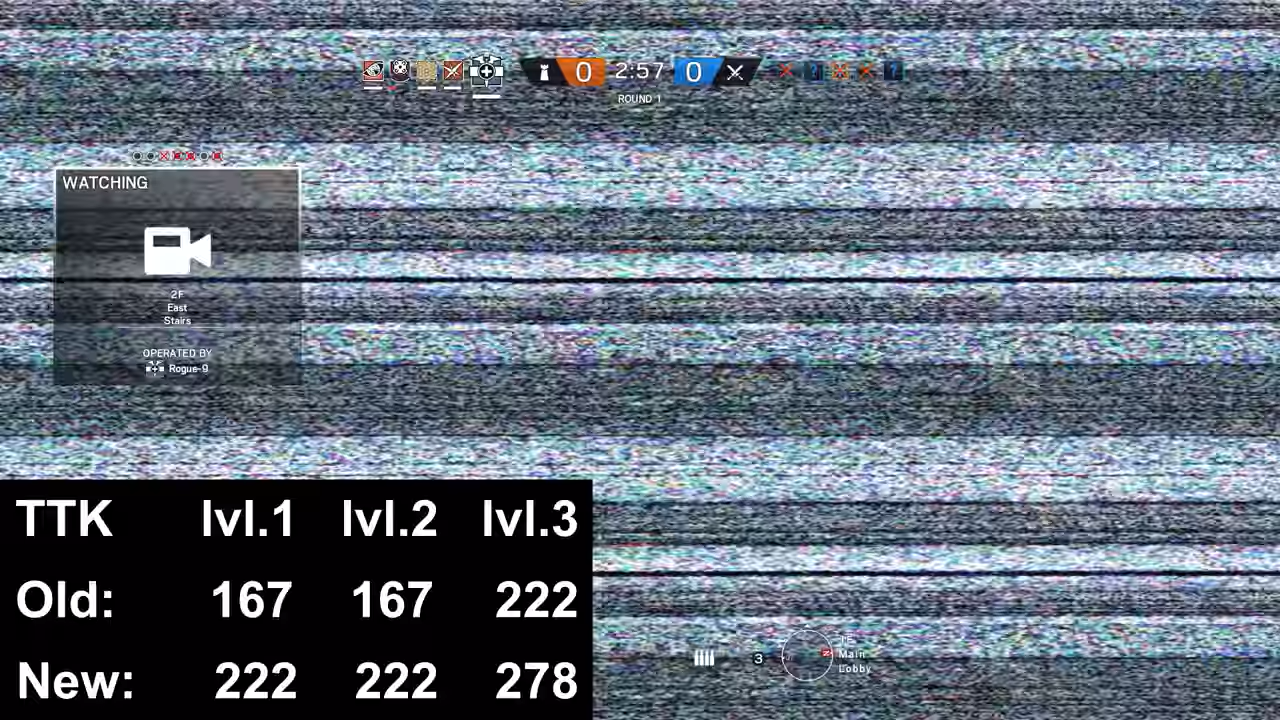 0 2:57 0
ROUND 1
? ?
WATCHING
2F
East
Stairs
OPERATED BY
Rogue-9
TTK lvl.1 lvl.2 lvl.3
Old: 167 167 222
New: 222 222 278
3
Main
Lobby